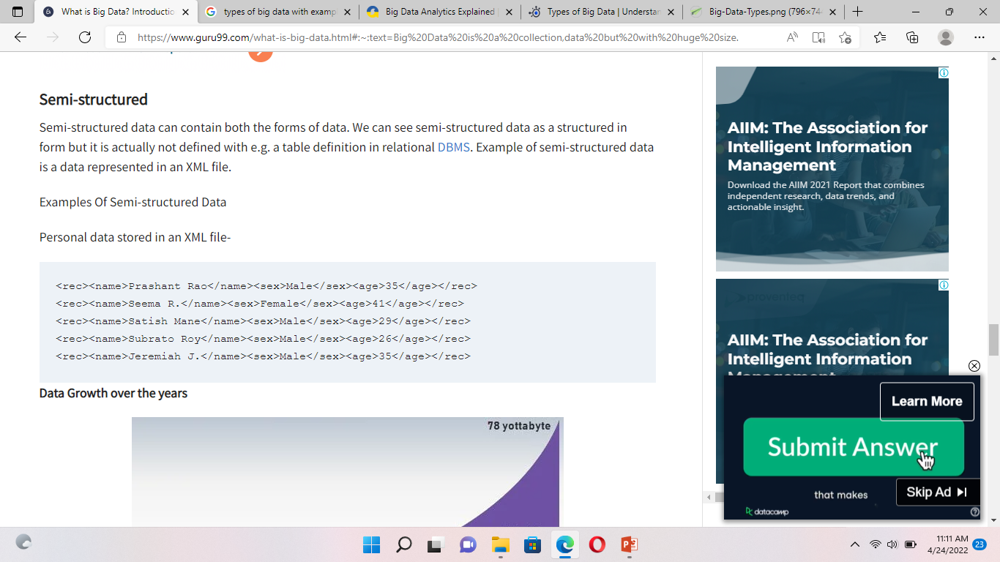 What is Big Data? Introductio
types of big data with examp
Big Data Analytics Explained
Types of Big Data | Understan
Big-Data-Types.png (796×74
https://www.guru99.com/what-is-big-data.html#:~:text=Big%20Data%20is%20a%20collection,data%20but%20with%20huge%20size.
Semi-structured
Semi-structured data can contain both the forms of data. We can see semi-structured data as a structured in
form but it is actually not defined with e.g. a table definition in relational DBMS. Example of semi-structured data
is a data represented in an XML file.
Examples Of Semi-structured Data
Personal data stored in an XML file-
<rec><name>Prashant Rao</name><sex>Male</sex><age>35</age></rec>
<rec><name>Seema R.</name><sex>Female</sex><age>41</age></rec>
<rec><name>Satish Mane</name><sex>Male</sex><age>29</age></rec>
<rec><name>Subrato Roy</name><sex>Male</sex><age>26</age></rec>
<rec><name>Jeremiah J.</name><sex>Male</sex><age>35</age></rec>
Data Growth over the years
78 yottabyte
AIIM: The Association for
Intelligent Information
Management
Download the AIIM 2021 Report that combines
independent research, data trends, and
actionable insight.
proventeq
AIIM: The Association for
Intelligent Information
Learn More
Submit Answer
that makes
Skip Ad
datacamp
11:11 AM
4/24/2022
23